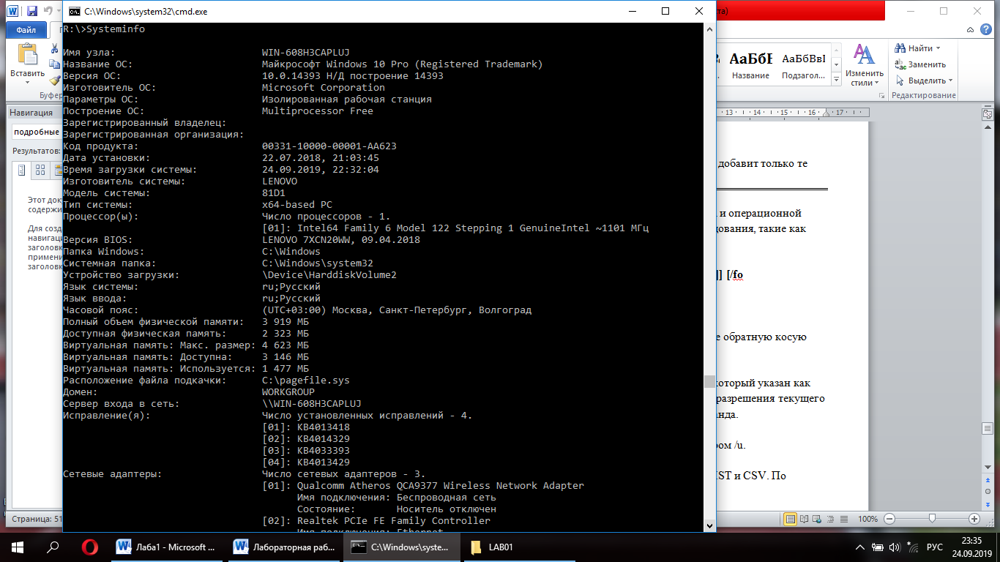 C:\Windows\system32\cmd.exe
R:\>Systeminfo
Имя узла: WIN-608H3CAPLUJ
Название ОС: Майкрософт Windows 10 Pro (Registered Trademark)
Версия ОС: 10.0.14393 Н/Д построение 14393
Изготовитель ОС: Microsoft Corporation
Параметры ОС: Изолированная рабочая станция
Построение ОС: Multiprocessor Free
Зарегистрированный владелец:
Зарегистрированная организация:
Код продукта: 00331-10000-00001-AA623
Дата установки: 22.07.2018, 21:03:45
Время загрузки системы: 24.09.2019, 22:32:04
Изготовитель системы: LENOVO
Модель системы: 81D1
Тип системы: x64-based PC
Процессор(ы): Число процессоров - 1.
[01]: Intel64 Family 6 Model 122 Stepping 1 GenuineIntel ~1101 МГц
Версия BIOS: LENOVO 7XCN20WW, 09.04.2018
Папка Windows: C:\Windows
Системная папка: C:\Windows\system32
Устройство загрузки: \Device\HarddiskVolume2
Язык системы: ru;Русский
Язык ввода: ru;Русский
Часовой пояс: (UTC+03:00) Москва, Санкт-Петербург, Волгоград
Полный объем физической памяти: 3 919 МБ
Доступная физическая память: 2 323 МБ
Виртуальная память: Макс. размер: 4 623 МБ
Виртуальная память: Доступна: 3 146 МБ
Виртуальная память: Используется: 1 477 МБ
Расположение файла подкачки: C:\pagefile.sys
Домен: WORKGROUP
Сервер входа в сеть: \\WIN-608H3CAPLUJ
Исправление(я): Число установленных исправлений - 4.
[01]: KB4013418
[02]: KB4014329
[03]: KB4033393
[04]: KB4013429
Сетевые адаптеры: Число сетевых адаптеров - 3.
[01]: Qualcomm Atheros QCA9377 Wireless Network Adapter
Имя подключения: Беспроводная сеть
Состояние: Носитель отключен
[02]: Realtek PCIe FE Family Controller
Имя подключения: Ethernet
Файл
Вставить
Буфер
Навигация
подробные
Результатов:
Этот док
содержи
Для созд
навигаци
заголовк
примени
заголовк
Страница: 51
та)
АаБбВ АаБбВвІ
Название Подзагол...
Изменить
стили
Найти
Заменить
Выделить
Редактирование
13 14 15 16 17
добавит только те
и операционной
дования, такие как
]] [/fo
е обратную косую
который указан как
разрешения текущего
нда.
ром /u.
IST и CSV. По
100%
Лаба1 - Microsoft ...
Лабораторная раб...
C:\Windows\syste...
LAB01
РУС
23:35
24.09.2019